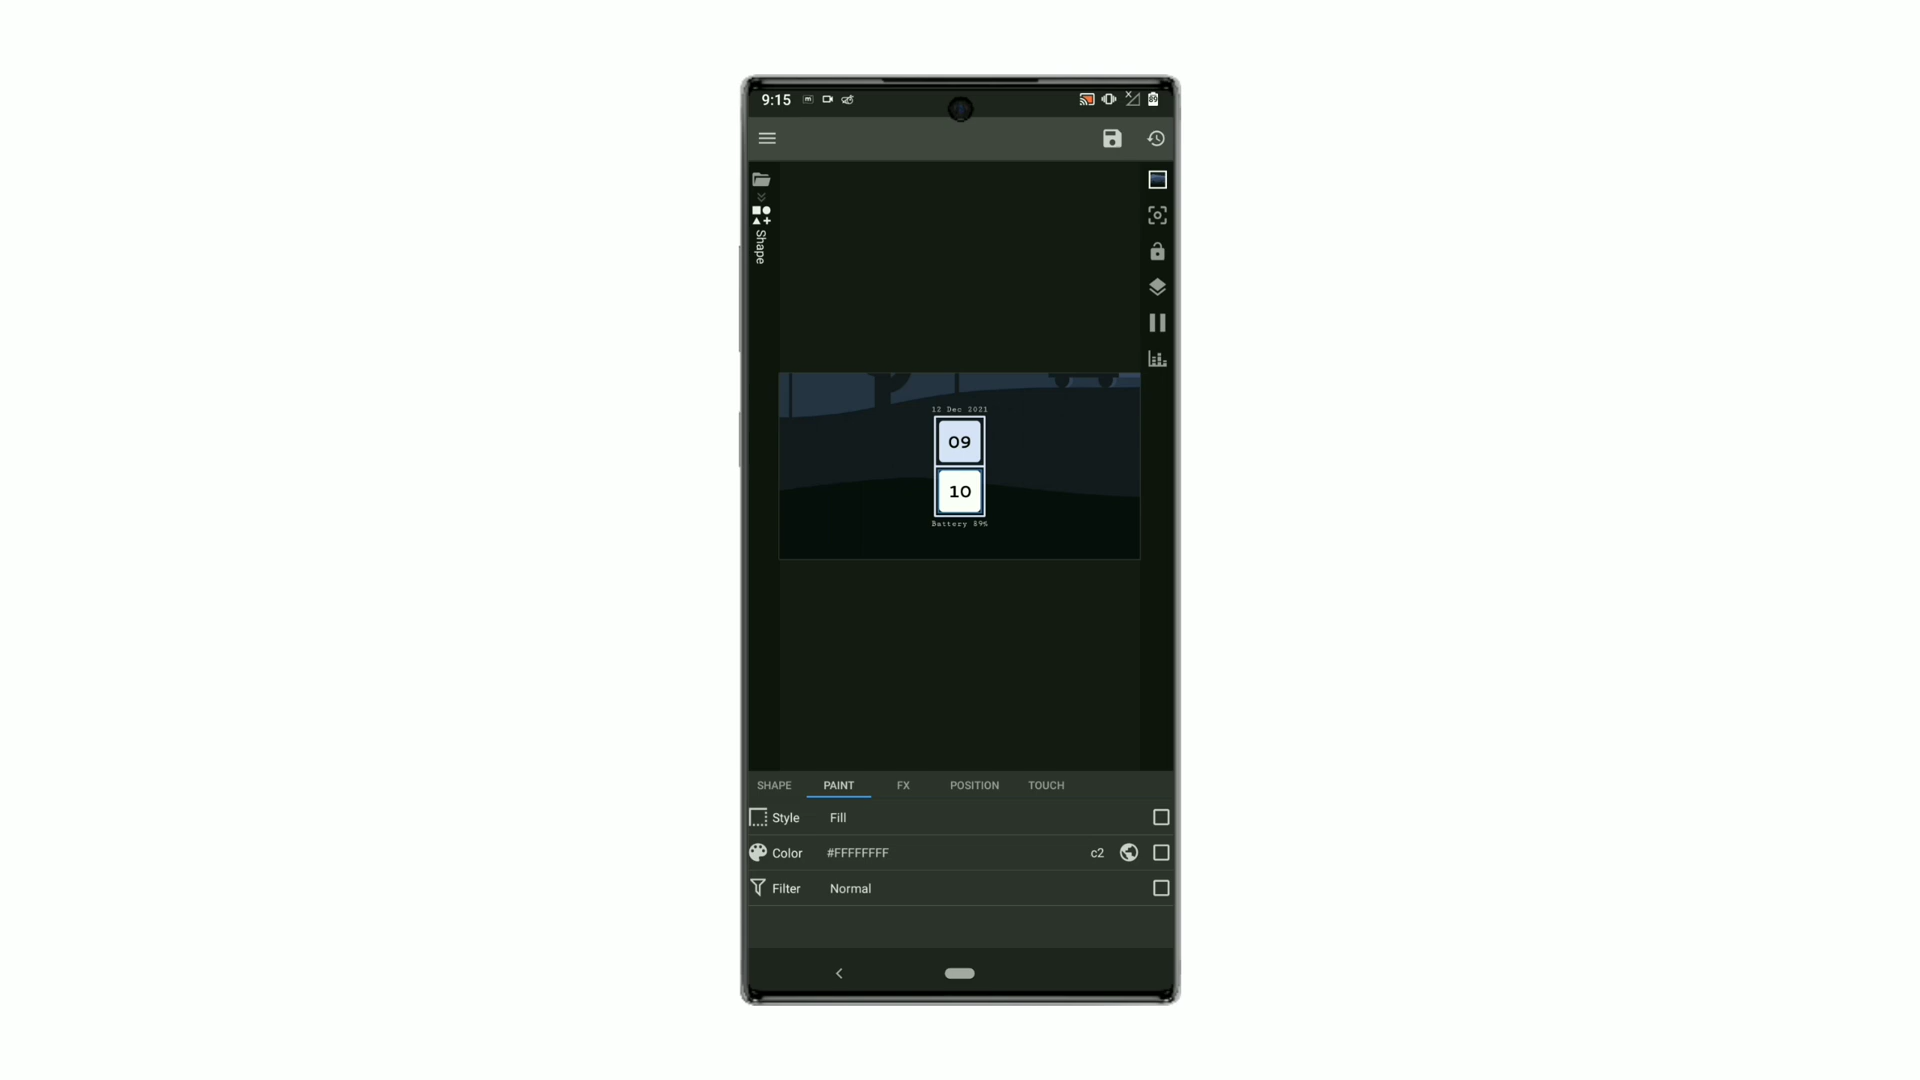 9:15
89
Shape
12 Dec 2021
09
10
Battery 89%
SHAPE PAINT FX POSITION TOUCH
Style Fill
Color #FFFFFFFF c2
Filter Normal